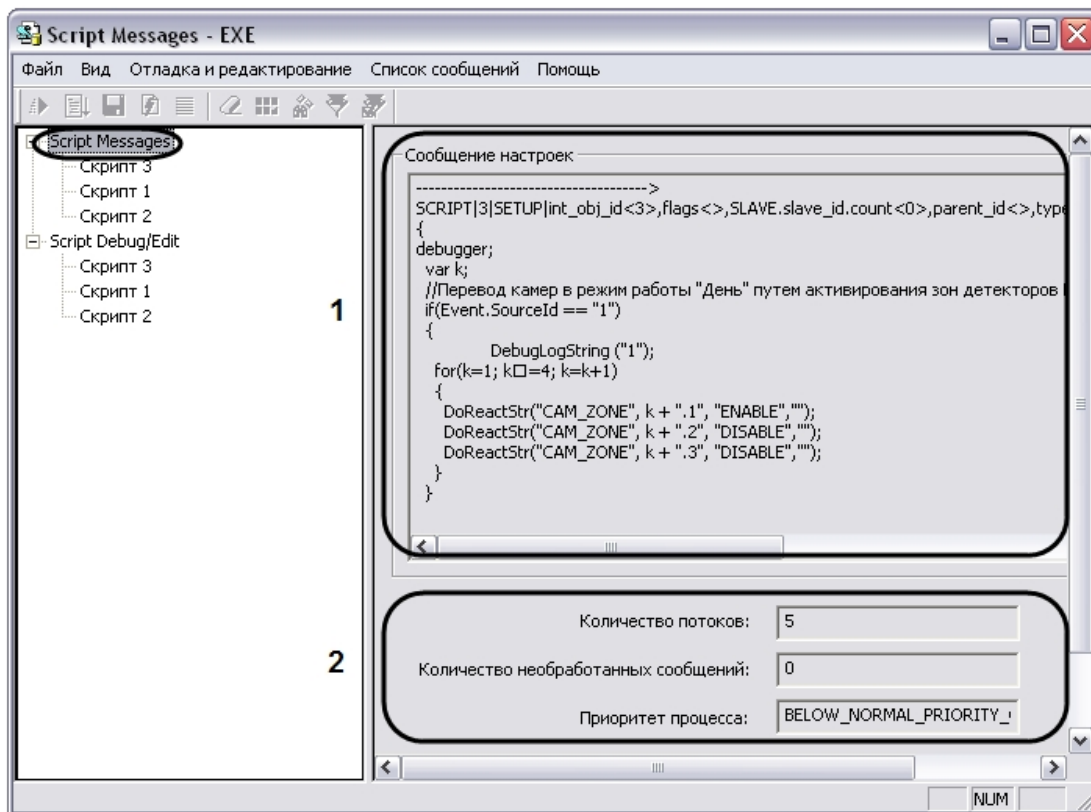 Script Messages - EXE
Файл Вид Отладка и редактирование Список сообщений Помощь
Script Messages
Скрипт 3
Скрипт 1
Скрипт 2
Script Debug/Edit
Скрипт 3
Скрипт 1
Скрипт 2
1
Сообщение настроек
------------------------------------->
SCRIPT|3|SETUP|int_obj_id<3>,flags<>,SLAVE.slave_id.count<0>,parent_id<>,type
{
debugger;
var k;
//Перевод камер в режим работы "День" путем активирования зон детекторов
if(Event.SourceId == "1")
{
DebugLogString ("1");
for(k=1; k□=4; k=k+1)
{
DoReactStr("CAM_ZONE", k + ".1", "ENABLE","");
DoReactStr("CAM_ZONE", k + ".2", "DISABLE","");
DoReactStr("CAM_ZONE", k + ".3", "DISABLE","");
}
}
2
Количество потоков: 5
Количество необработанных сообщений: 0
Приоритет процесса: BELOW_NORMAL_PRIORITY_
NUM